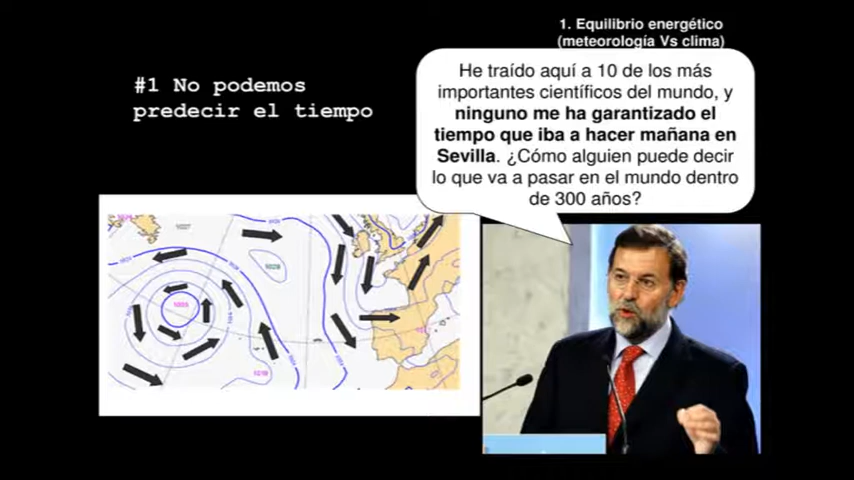 1. Equilibrio energético
(meteorología Vs clima)
#1 No podemos
predecir el tiempo
He traído aquí a 10 de los más
importantes científicos del mundo, y
ninguno me ha garantizado el
tiempo que iba a hacer mañana en
Sevilla. ¿Cómo alguien puede decir
lo que va a pasar en el mundo dentro
de 300 años?